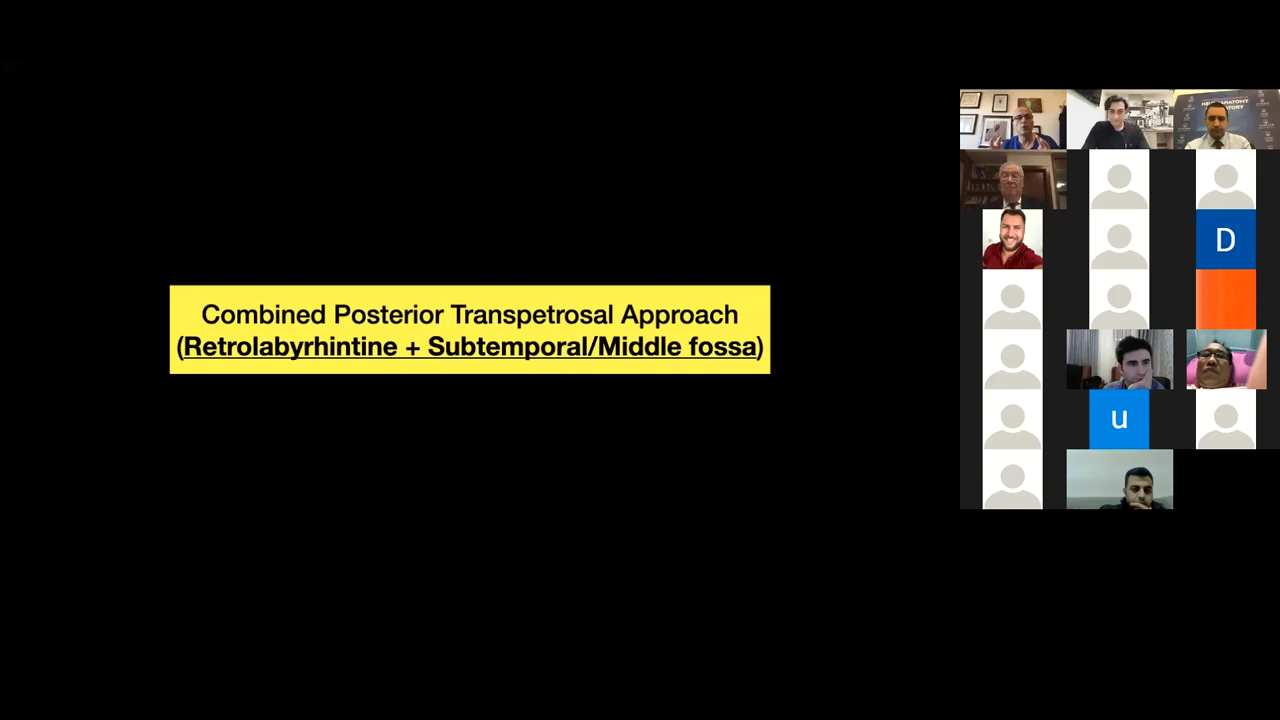 Combined Posterior Transpetrosal Approach
(Retrolabyrhintine + Subtemporal/Middle fossa)
D
u